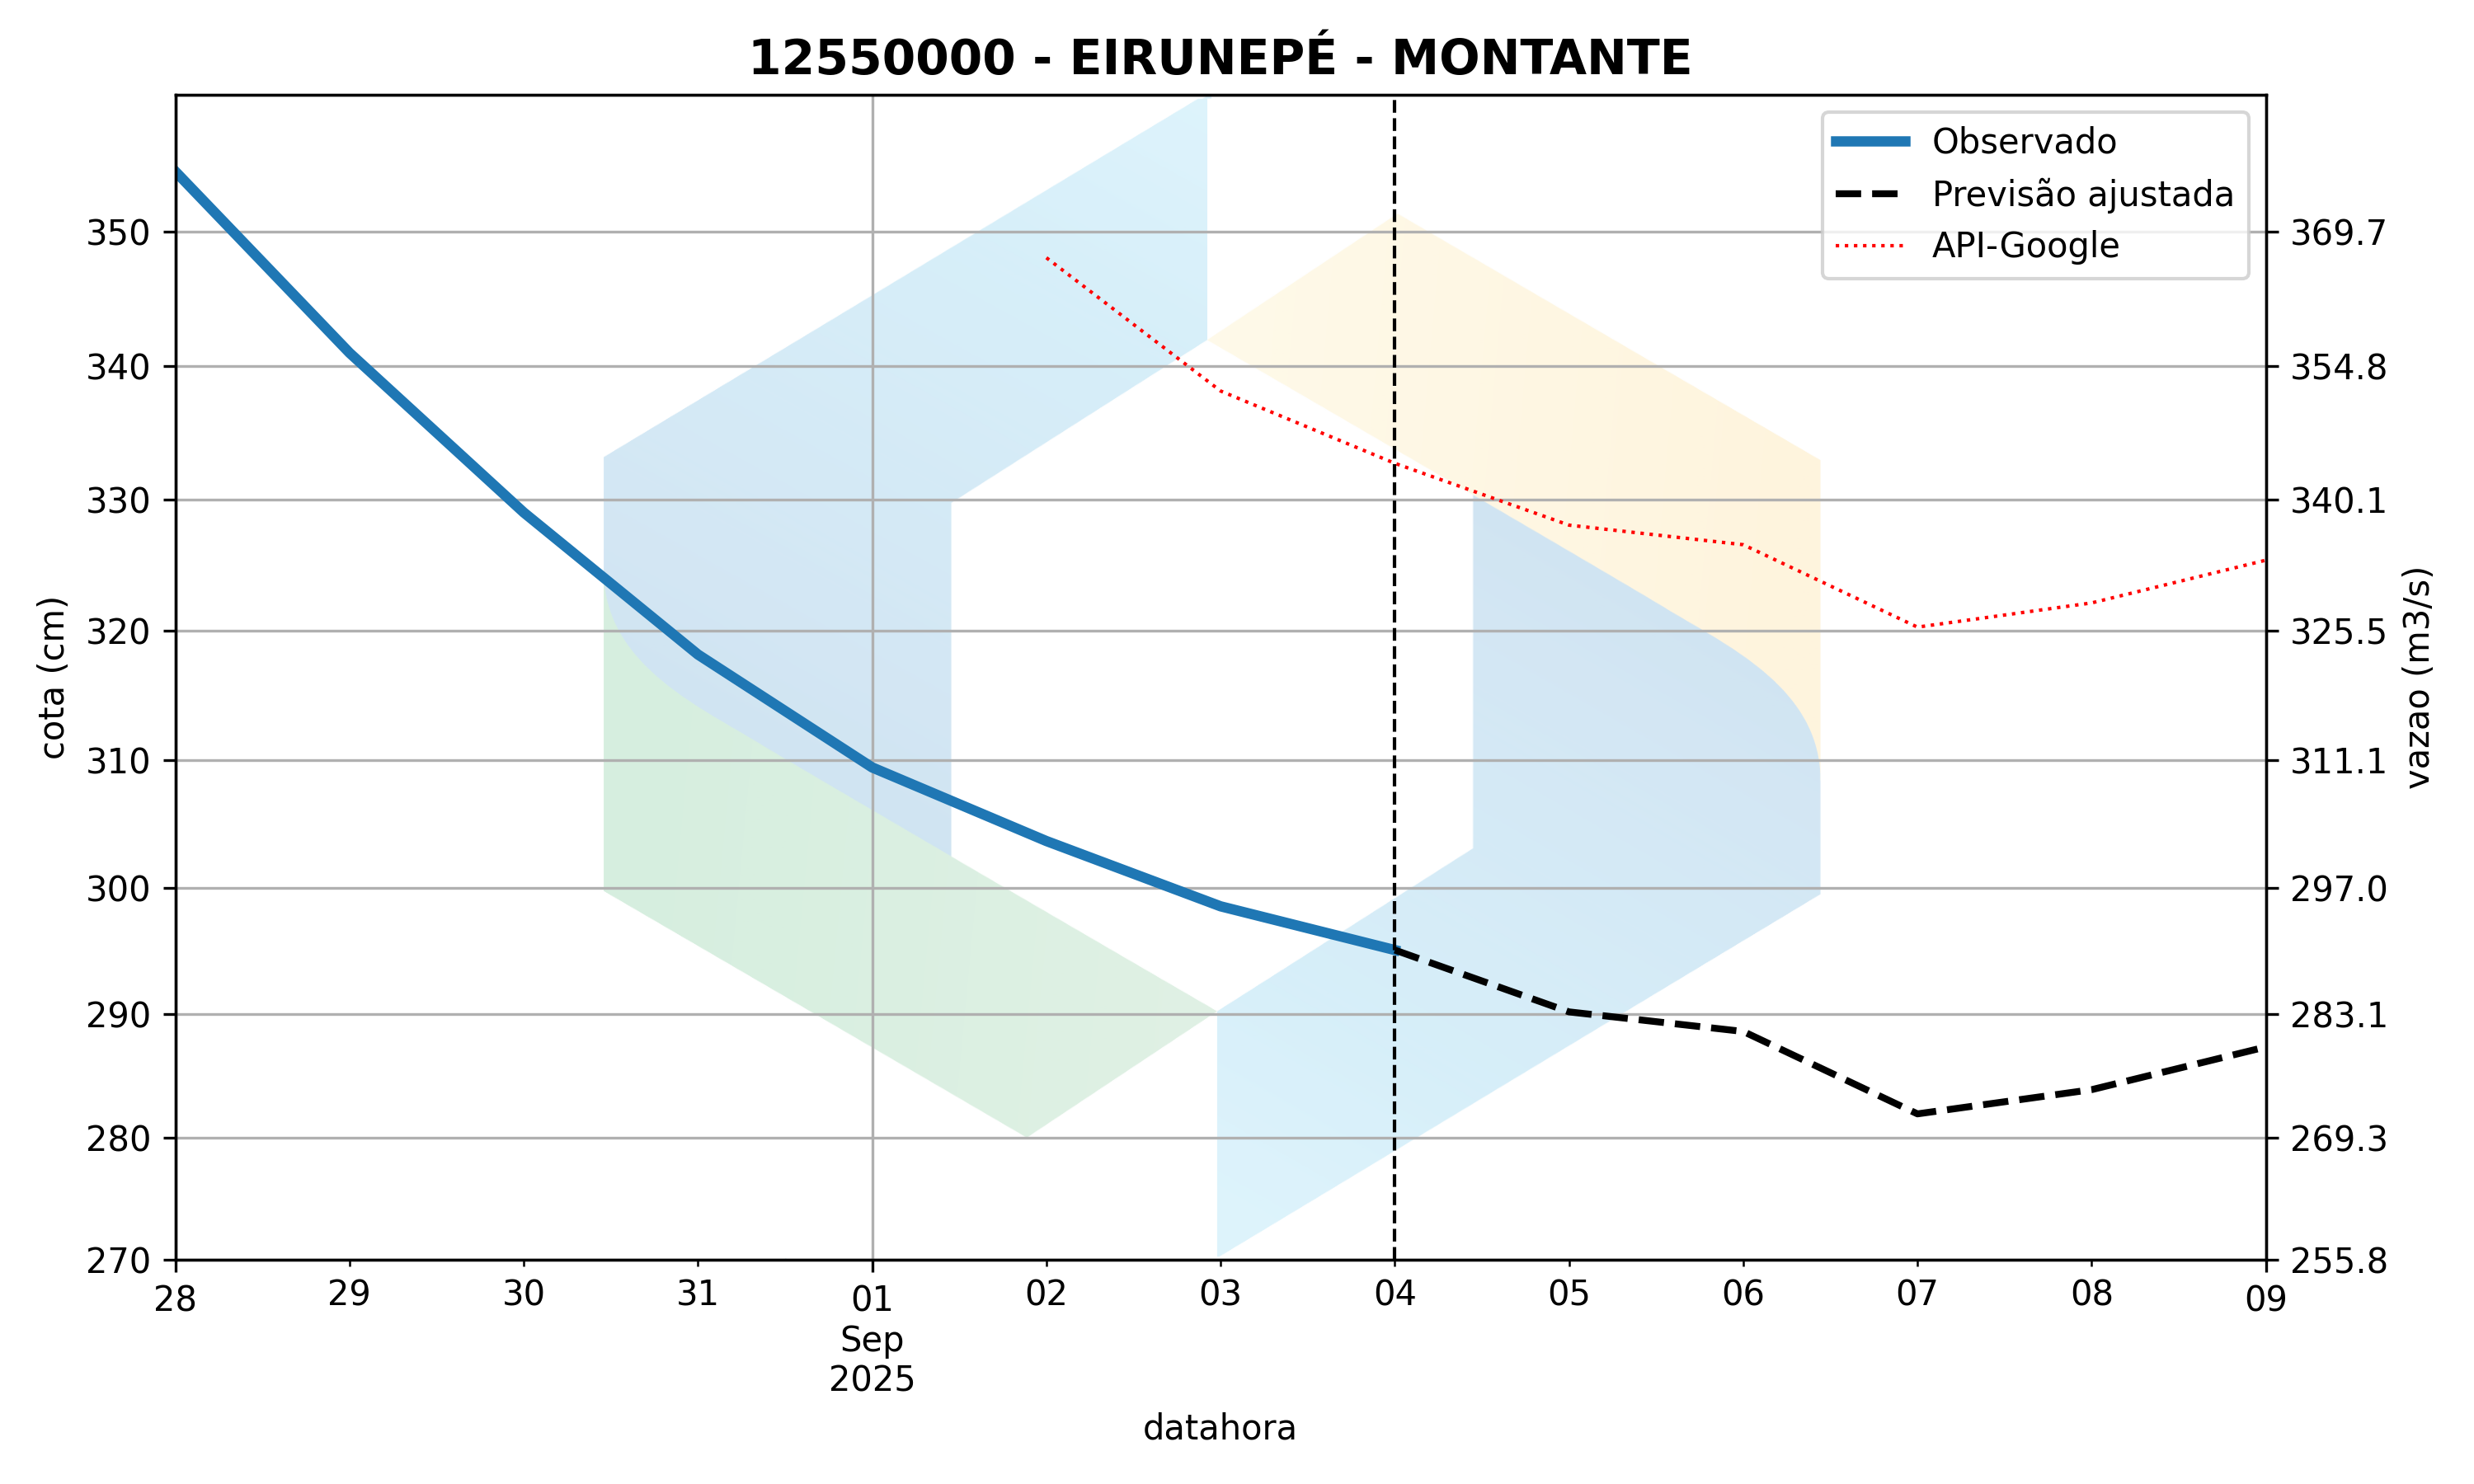 12550000 - EIRUNEPÉ - MONTANTE
Observado
Previsão ajustada
API-Google
cota (cm)
350
340
330
320
310
300
290
280
270
369.7
354.8
340.1
325.5
311.1
297.0
283.1
269.3
255.8
vazao (m3/s)
28 29 30 31 01 02 03 04 05 06 07 08 09
Sep
2025
datahora